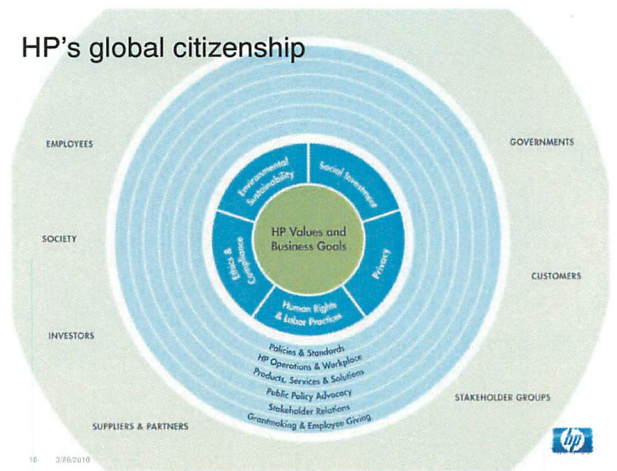 HP's global citizenship
EMPLOYEES
GOVERNMENTS
Environmental
Sustainability
Social Investment
SOCIETY
HP Values and
Business Goals
Ethics &
Compliance
Privacy
CUSTOMERS
Human Rights
& Labor Practices
INVESTORS
Policies & Standards
HP Operations & Workplace
Products, Services & Solutions
Public Policy Advocacy
Stakeholder Relations
Grantmaking & Employee Giving
STAKEHOLDER GROUPS
SUPPLIERS & PARTNERS
hp
18 3/26/2010